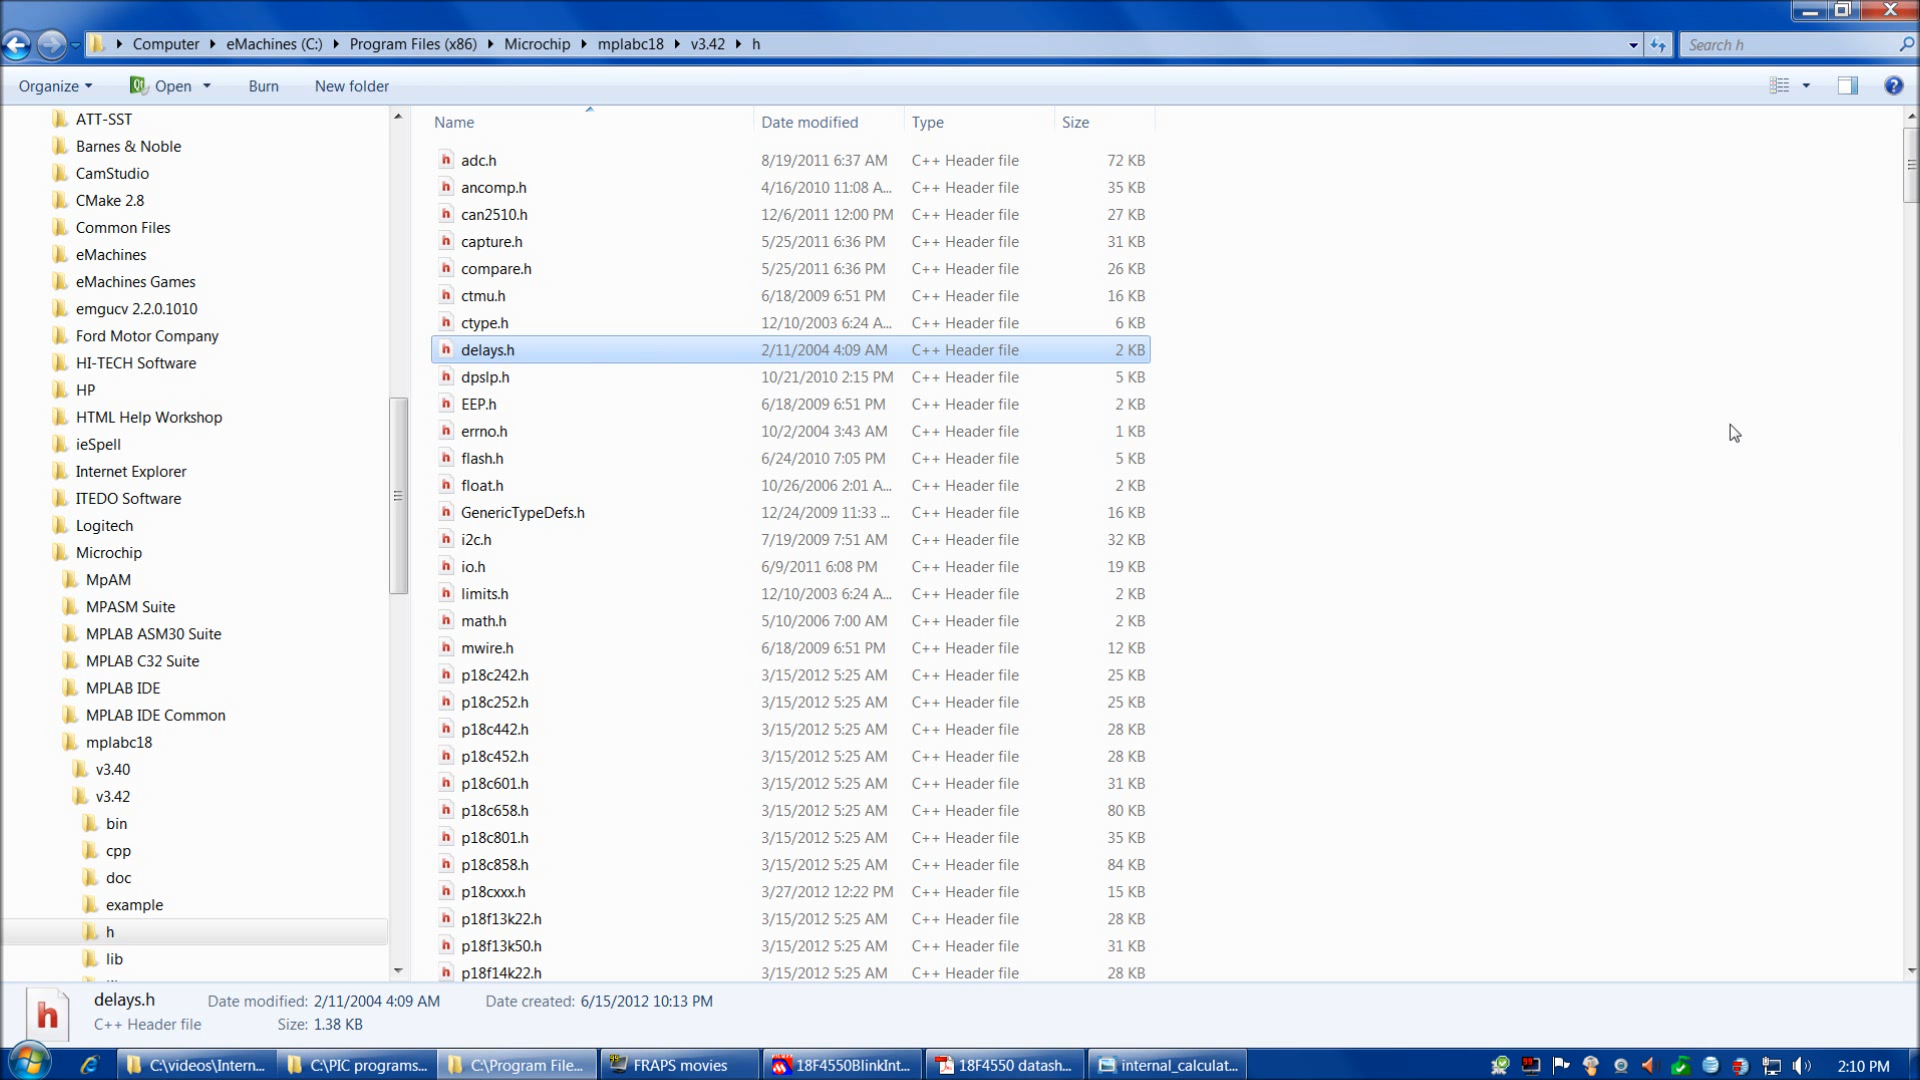 Computer eMachines (C:) Program Files (x86) Microchip mplabc18 v3.42 h Search h
Organize Open Burn New folder
Name Date modified Type Size
ATT-SST
Barnes & Noble
CamStudio
CMake 2.8
Common Files
eMachines
eMachines Games
emgucv 2.2.0.1010
Ford Motor Company
HI-TECH Software
HP
HTML Help Workshop
ieSpell
Internet Explorer
ITEDO Software
Logitech
Microchip
MpAM
MPASM Suite
MPLAB ASM30 Suite
MPLAB C32 Suite
MPLAB IDE
MPLAB IDE Common
mplabc18
v3.40
v3.42
bin
cpp
doc
example
h
lib
adc.h 8/19/2011 6:37 AM C++ Header file 72 KB
ancomp.h 4/16/2010 11:08 A... C++ Header file 35 KB
can2510.h 12/6/2011 12:00 PM C++ Header file 27 KB
capture.h 5/25/2011 6:36 PM C++ Header file 31 KB
compare.h 5/25/2011 6:36 PM C++ Header file 26 KB
ctmu.h 6/18/2009 6:51 PM C++ Header file 16 KB
ctype.h 12/10/2003 6:24 A... C++ Header file 6 KB
delays.h 2/11/2004 4:09 AM C++ Header file 2 KB
dpslp.h 10/21/2010 2:15 PM C++ Header file 5 KB
EEP.h 6/18/2009 6:51 PM C++ Header file 2 KB
errno.h 10/2/2004 3:43 AM C++ Header file 1 KB
flash.h 6/24/2010 7:05 PM C++ Header file 5 KB
float.h 10/26/2006 2:01 A... C++ Header file 2 KB
GenericTypeDefs.h 12/24/2009 11:33 ... C++ Header file 16 KB
i2c.h 7/19/2009 7:51 AM C++ Header file 32 KB
io.h 6/9/2011 6:08 PM C++ Header file 19 KB
limits.h 12/10/2003 6:24 A... C++ Header file 2 KB
math.h 5/10/2006 7:00 AM C++ Header file 2 KB
mwire.h 6/18/2009 6:51 PM C++ Header file 12 KB
p18c242.h 3/15/2012 5:25 AM C++ Header file 25 KB
p18c252.h 3/15/2012 5:25 AM C++ Header file 25 KB
p18c442.h 3/15/2012 5:25 AM C++ Header file 28 KB
p18c452.h 3/15/2012 5:25 AM C++ Header file 28 KB
p18c601.h 3/15/2012 5:25 AM C++ Header file 31 KB
p18c658.h 3/15/2012 5:25 AM C++ Header file 80 KB
p18c801.h 3/15/2012 5:25 AM C++ Header file 35 KB
p18c858.h 3/15/2012 5:25 AM C++ Header file 84 KB
p18cxxx.h 3/27/2012 12:22 PM C++ Header file 15 KB
p18f13k22.h 3/15/2012 5:25 AM C++ Header file 28 KB
p18f13k50.h 3/15/2012 5:25 AM C++ Header file 31 KB
p18f14k22.h 3/15/2012 5:25 AM C++ Header file 28 KB
delays.h Date modified: 2/11/2004 4:09 AM Date created: 6/15/2012 10:13 PM
C++ Header file Size: 1.38 KB
C:\videos\Intern... C:\PIC programs... C:\Program File... FRAPS movies 18F4550BlinkInt... 18F4550 datash... internal_calculat... 2:10 PM